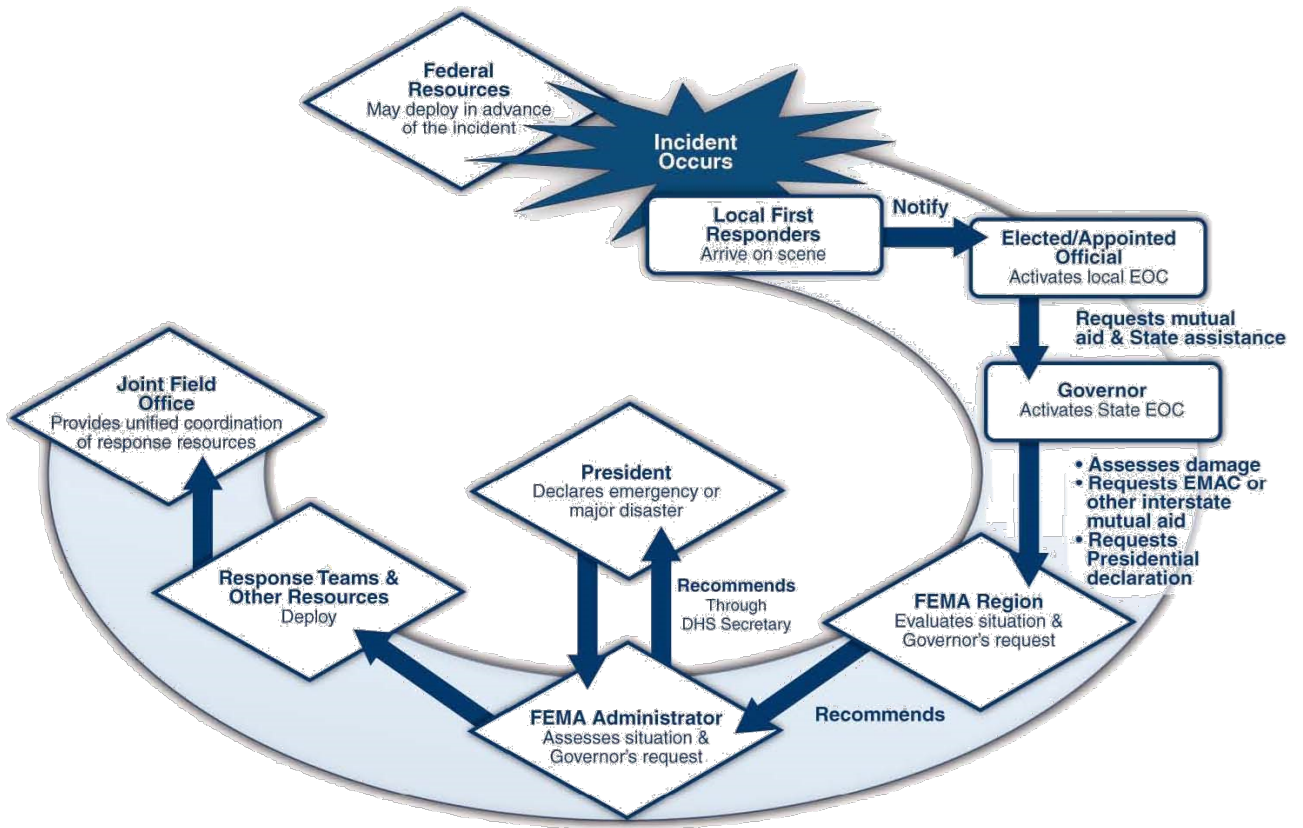 Federal
Resources
May deploy in advance
of the incident
Incident
Occurs
Local First
Responders
Arrive on scene
Notify
Elected/Appointed
Official
Activates local EOC
Requests mutual
aid & State assistance
Governor
Activates State EOC
• Assesses damage
• Requests EMAC or
other interstate
mutual aid
• Requests
Presidential
declaration
FEMA Region
Evaluates situation &
Governor's request
Recommends
FEMA Administrator
Assesses situation &
Governor's request
Recommends
Through
DHS Secretary
President
Declares emergency or
major disaster
Response Teams &
Other Resources
Deploy
Joint Field
Office
Provides unified coordination
of response resources